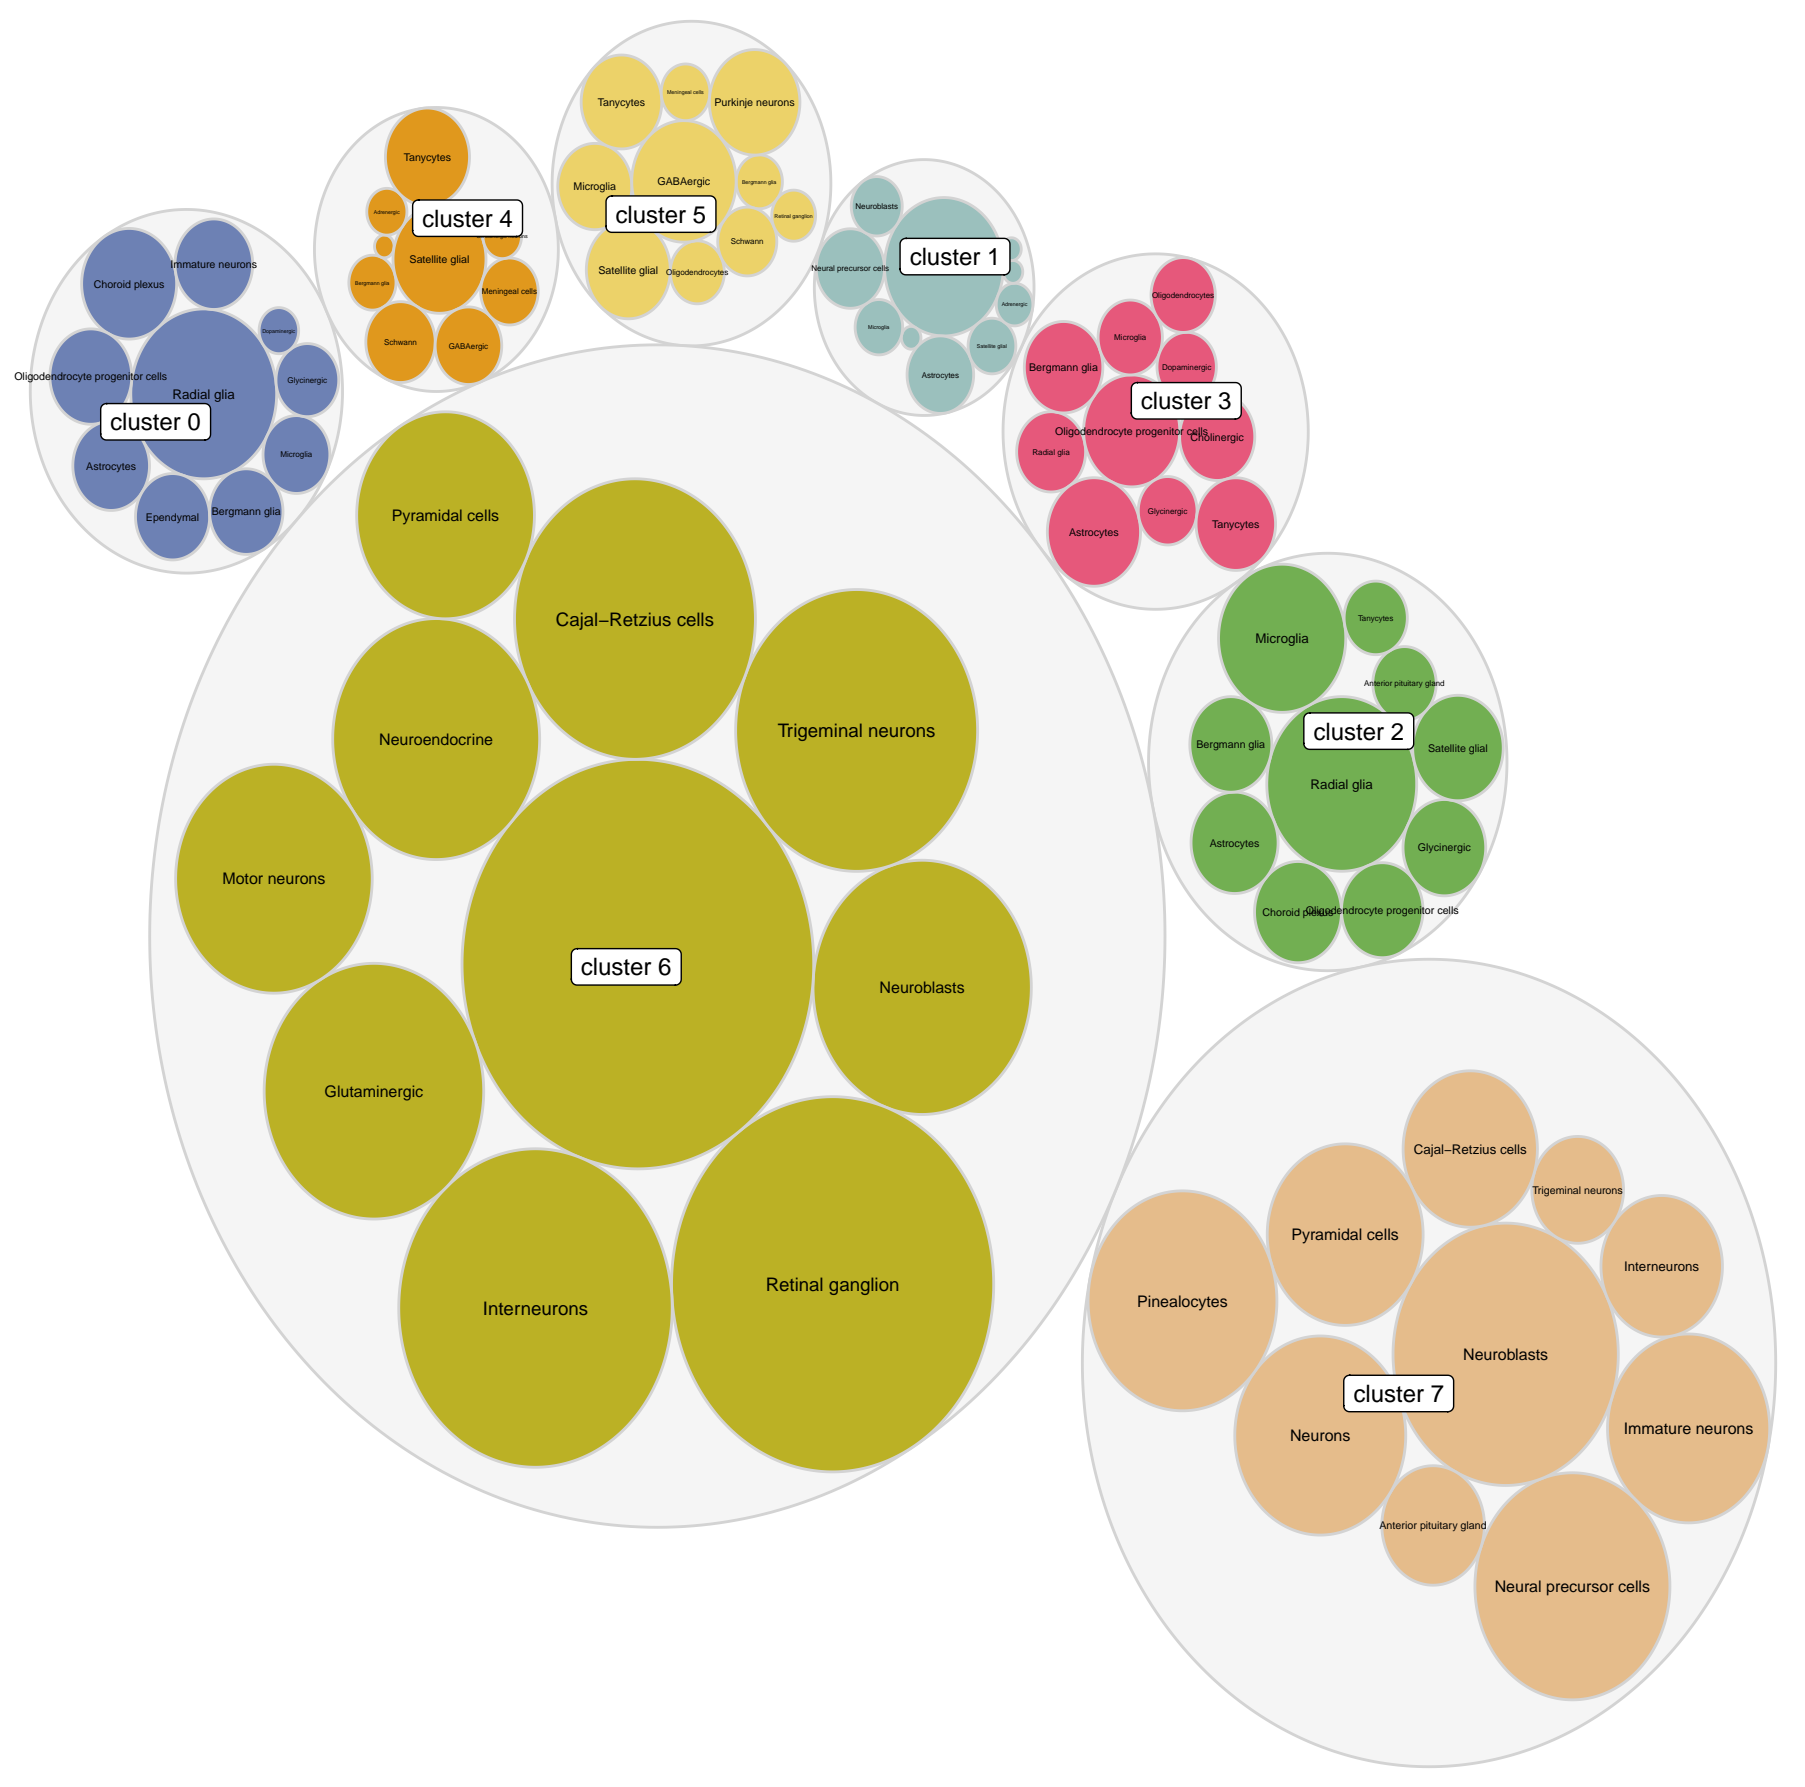 Tanycytes
Adrenergic
cluster 4
Satellite glial
Bergmann glia
Meningeal cells
Schwann
GABAergic
Tanycytes
Meningeal cells
Purkinje neurons
Microglia
GABAergic
Bergmann glia
cluster 5
Retinal ganglion
Schwann
Satellite glial
Oligodendrocytes
Neuroblasts
cluster 1
Neural precursor cells
Adrenergic
Microglia
Satellite glial
Astrocytes
Immature neurons
Choroid plexus
Dopaminergic
Oligodendrocyte progenitor cells
Glycinergic
Radial glia
cluster 0
Astrocytes
Microglia
Ependymal
Bergmann glia
Oligodendrocytes
Microglia
Bergmann glia
Dopaminergic
cluster 3
Oligodendrocyte progenitor cells
Cholinergic
Radial glia
Glycinergic
Astrocytes
Tanycytes
Microglia
Tanycytes
Anterior pituitary gland
cluster 2
Bergmann glia
Satellite glial
Radial glia
Astrocytes
Glycinergic
Choroid plexus
Oligodendrocyte progenitor cells
Pyramidal cells
Cajal–Retzius cells
Neuroendocrine
Trigeminal neurons
Motor neurons
cluster 6
Neuroblasts
Glutaminergic
Interneurons
Retinal ganglion
Cajal–Retzius cells
Trigeminal neurons
Pyramidal cells
Interneurons
Pinealocytes
Neuroblasts
cluster 7
Neurons
Immature neurons
Anterior pituitary gland
Neural precursor cells